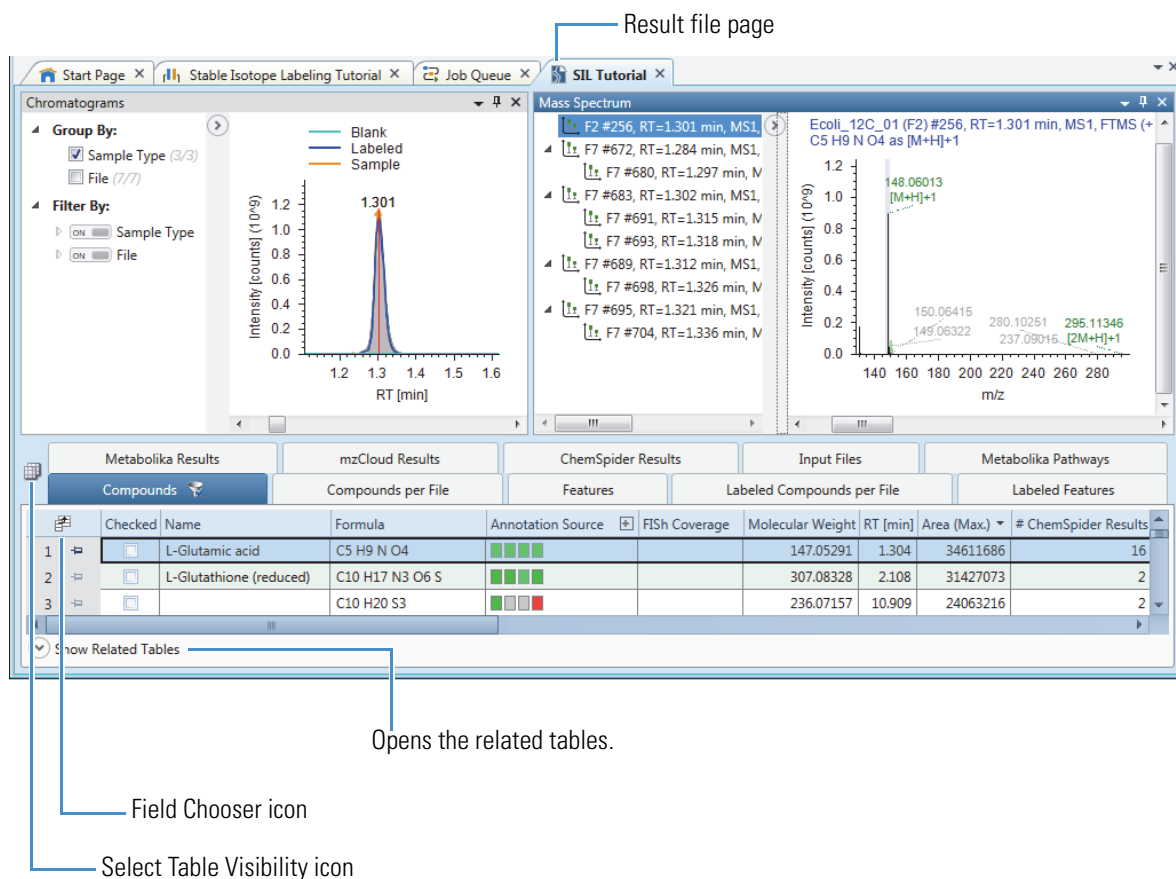 Result file page
Start Page × Stable Isotope Labeling Tutorial × Job Queue × SIL Tutorial ×
Chromatograms
Group By:
Sample Type (3/3)
File (7/7)
Filter By:
ON Sample Type
ON File
Blank
Labeled
Sample
1.301
Intensity [counts] (10^9)
1.2
1.0
0.8
0.6
0.4
0.2
0.0
1.2 1.3 1.4 1.5 1.6
RT [min]
Mass Spectrum
F2 #256, RT=1.301 min, MS1,
F7 #672, RT=1.284 min, MS1,
F7 #680, RT=1.297 min, M
F7 #683, RT=1.302 min, MS1,
F7 #691, RT=1.315 min, M
F7 #693, RT=1.318 min, M
F7 #689, RT=1.312 min, MS1,
F7 #698, RT=1.326 min, M
F7 #695, RT=1.321 min, MS1,
F7 #704, RT=1.336 min, M
Ecoli_12C_01 (F2) #256, RT=1.301 min, MS1, FTMS (+
C5 H9 N O4 as [M+H]+1
Intensity [counts] (10^9)
1.2
1.0
0.8
0.6
0.4
0.2
0.0
148.06013
[M+H]+1
150.06415
149.06322
280.10251
237.09015
295.11346
[2M+H]+1
140 160 180 200 220 240 260 280
m/z
Metabolika Results mzCloud Results ChemSpider Results Input Files Metabolika Pathways
Compounds Compounds per File Features Labeled Compounds per File Labeled Features
Checked Name Formula Annotation Source + FISh Coverage Molecular Weight RT [min] Area (Max.) # ChemSpider Results
1 L-Glutamic acid C5 H9 N O4 147.05291 1.304 34611686 16
2 L-Glutathione (reduced) C10 H17 N3 O6 S 307.08328 2.108 31427073 2
3 C10 H20 S3 236.07157 10.909 24063216 2
Show Related Tables
Opens the related tables.
Field Chooser icon
Select Table Visibility icon